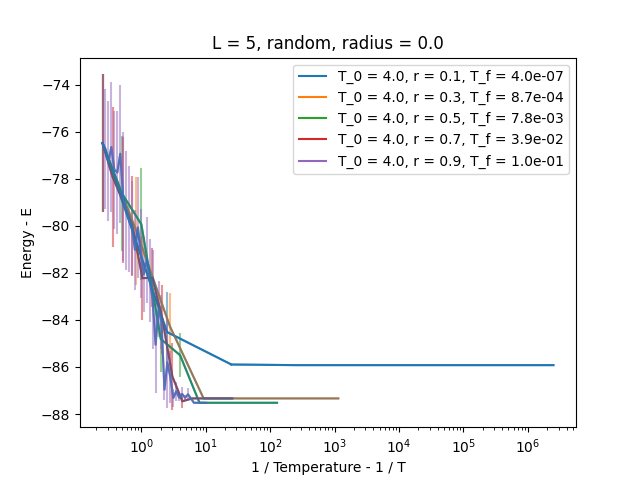 L = 5, random, radius = 0.0
T_0 = 4.0, r = 0.1, T_f = 4.0e-07
T_0 = 4.0, r = 0.3, T_f = 8.7e-04
T_0 = 4.0, r = 0.5, T_f = 7.8e-03
T_0 = 4.0, r = 0.7, T_f = 3.9e-02
T_0 = 4.0, r = 0.9, T_f = 1.0e-01
Energy - E
−74
−76
−78
−80
−82
−84
−86
−88
10⁰ 10¹ 10² 10³ 10⁴ 10⁵ 10⁶
1 / Temperature - 1 / T